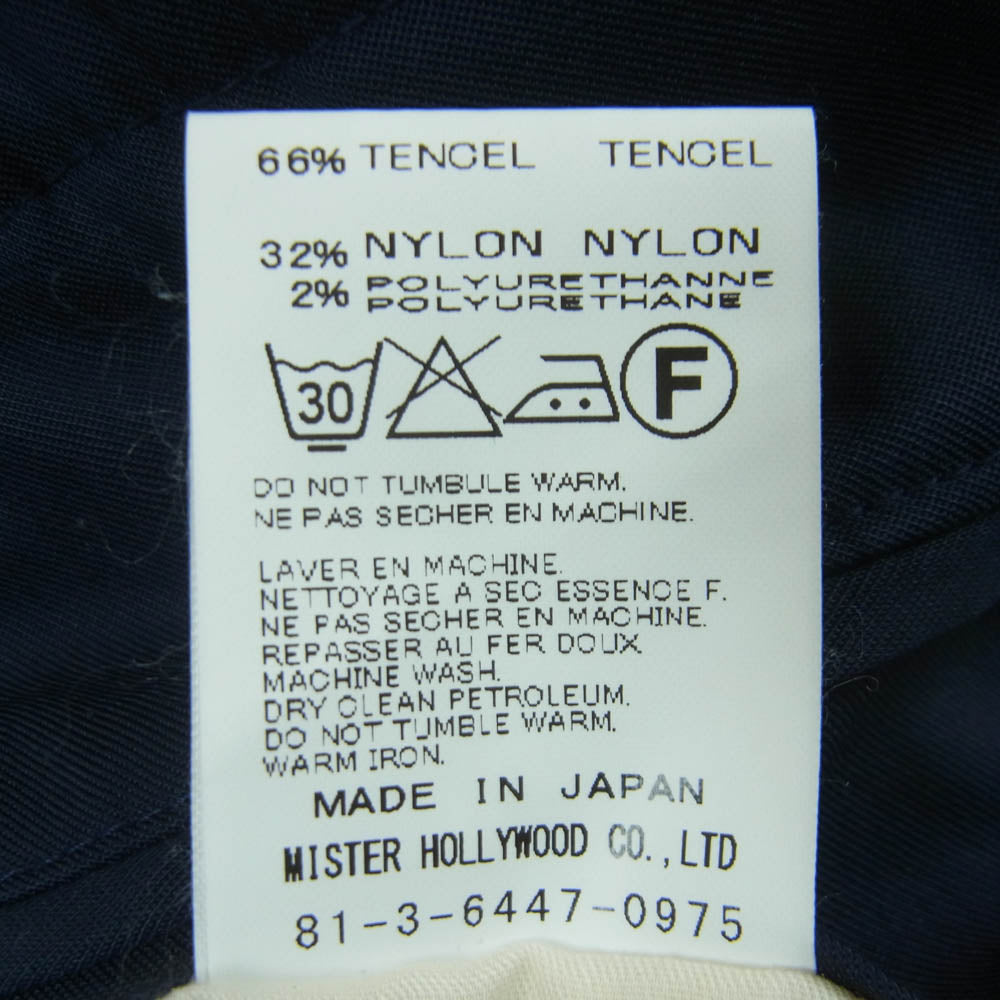 66% TENCEL TENCEL
32% NYLON NYLON
2% POLYURETHANNE
POLYURETHANE
30 F
DO NOT TUMBULE WARM.
NE PAS SECHER EN MACHINE.
LAVER EN MACHINE.
NETTOYAGE A SEC ESSENCE F.
NE PAS SECHER EN MACHINE.
REPASSER AU FER DOUX.
MACHINE WASH.
DRY CLEAN PETROLEUM.
DO NOT TUMBLE WARM.
WARM IRON.
MADE IN JAPAN
MISTER HOLLYWOOD CO.,LTD
81-3-6447-0975